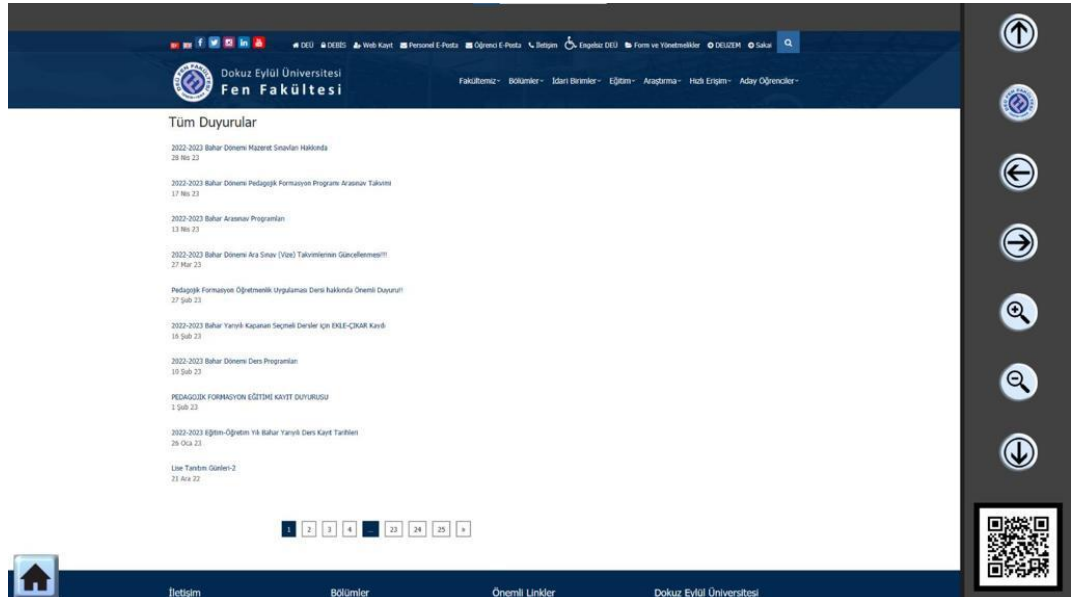 DEÜ DEBİS Web Kayıt Personel E-Posta Öğrenci E-Posta İletişim Engelsiz DEÜ Form ve Yönetmelikler DEUZEM Sakai
Dokuz Eylül Üniversitesi
Fen Fakültesi
Fakültemiz Bölümler İdari Birimler Eğitim Araştırma Hızlı Erişim Aday Öğrenciler
Tüm Duyurular
2022-2023 Bahar Dönemi Mazeret Sınavları Hakkında
28 Nis 23
2022-2023 Bahar Dönemi Pedagojik Formasyon Programı Arasınav Takvimi
17 Nis 23
2022-2023 Bahar Arasınav Programları
13 Nis 23
2022-2023 Bahar Dönemi Ara Sınav (Vize) Takvimlerinin Güncellenmesi!!!
27 Mar 23
Pedagojik Formasyon Öğretmenlik Uygulaması Dersi hakkında Önemli Duyuru!!
27 Şub 23
2022-2023 Bahar Yarıyılı Kapanan Seçmeli Dersler için EKLE-ÇIKAR Kaydı
16 Şub 23
2022-2023 Bahar Dönemi Ders Programları
10 Şub 23
PEDAGOJİK FORMASYON EĞİTİMİ KAYIT DUYURUSU
1 Şub 23
2022-2023 Eğitim-Öğretim Yılı Bahar Yarıyılı Ders Kayıt Tarihleri
26 Oca 23
Lise Tanıtım Günleri-2
21 Ara 22
1 2 3 4 ... 23 24 25 »
İletişim Bölümler Önemli Linkler Dokuz Eylül Üniversitesi